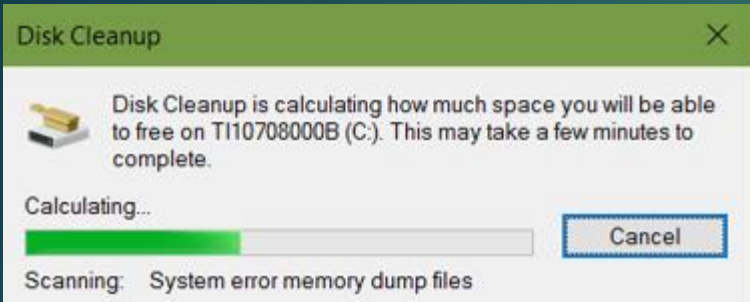 Disk Cleanup
Disk Cleanup is calculating how much space you will be able
to free on TI10708000B (C:). This may take a few minutes to
complete.
Calculating...
Cancel
Scanning: System error memory dump files